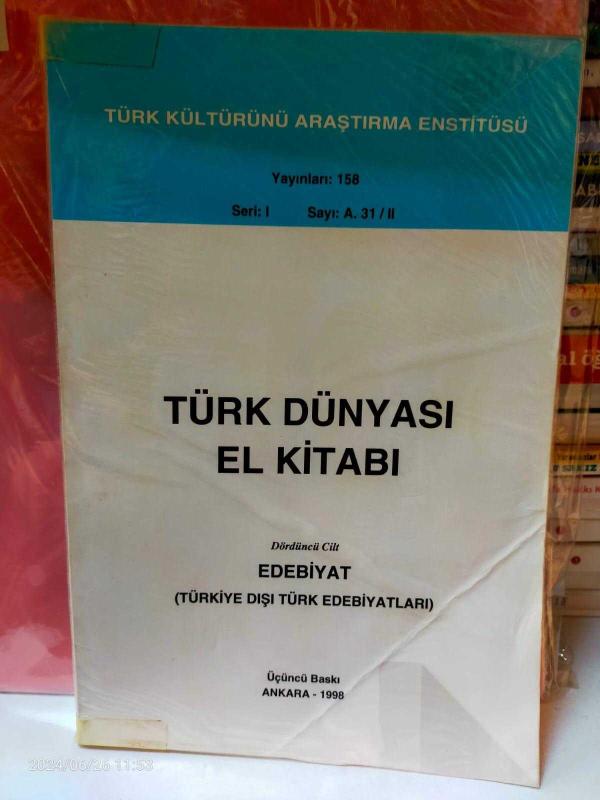 TÜRK KÜLTÜRÜNÜ ARAŞTIRMA ENSTİTÜSÜ
Yayınları: 158
Seri: I Sayı: A. 31 / II
TÜRK DÜNYASI
EL KİTABI
Dördüncü Cilt
EDEBİYAT
(TÜRKİYE DIŞI TÜRK EDEBİYATLARI)
Üçüncü Baskı
ANKARA - 1998
2024/06/26 11:53